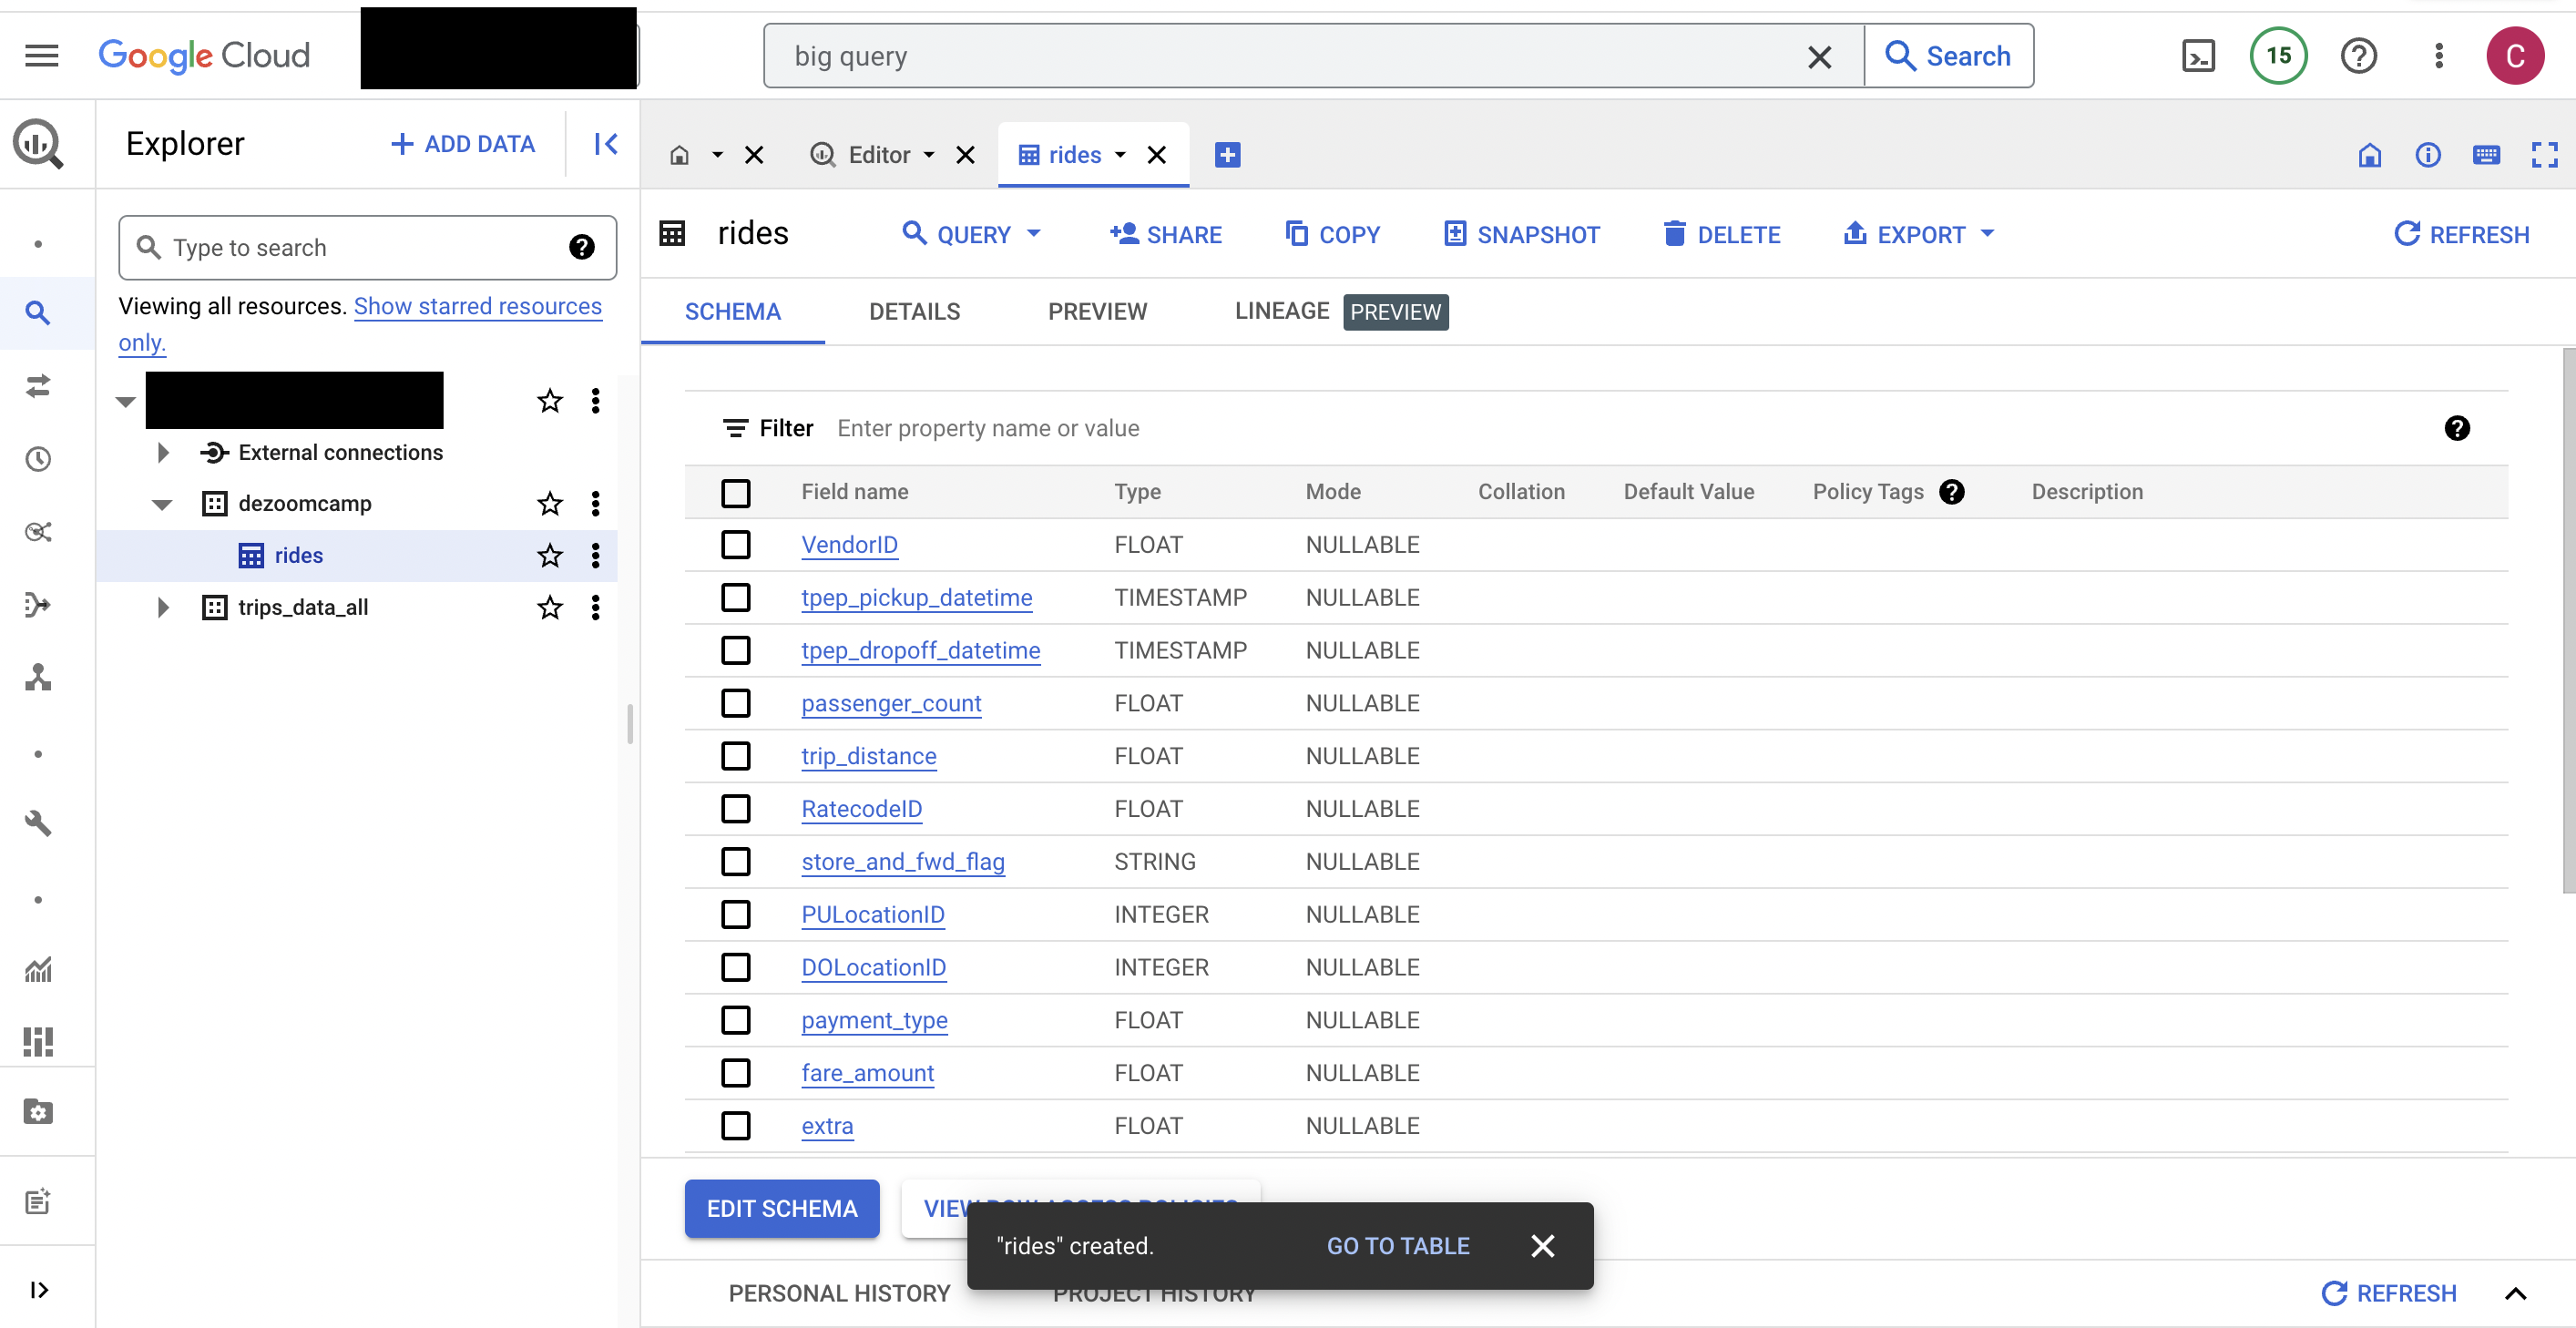 Google Cloud
big query
Search
15
C
Explorer
+ ADD DATA
Editor
rides
Type to search
Viewing all resources. Show starred resources
only.
External connections
dezoomcamp
rides
trips_data_all
rides
QUERY
SHARE
COPY
SNAPSHOT
DELETE
EXPORT
REFRESH
SCHEMA
DETAILS
PREVIEW
LINEAGE PREVIEW
Filter Enter property name or value
Field name Type Mode Collation Default Value Policy Tags Description
VendorID FLOAT NULLABLE
tpep_pickup_datetime TIMESTAMP NULLABLE
tpep_dropoff_datetime TIMESTAMP NULLABLE
passenger_count FLOAT NULLABLE
trip_distance FLOAT NULLABLE
RatecodeID FLOAT NULLABLE
store_and_fwd_flag STRING NULLABLE
PULocationID INTEGER NULLABLE
DOLocationID INTEGER NULLABLE
payment_type FLOAT NULLABLE
fare_amount FLOAT NULLABLE
extra FLOAT NULLABLE
EDIT SCHEMA
VIEW ROW ACCESS POLICIES
"rides" created.
GO TO TABLE
PERSONAL HISTORY
PROJECT HISTORY
REFRESH